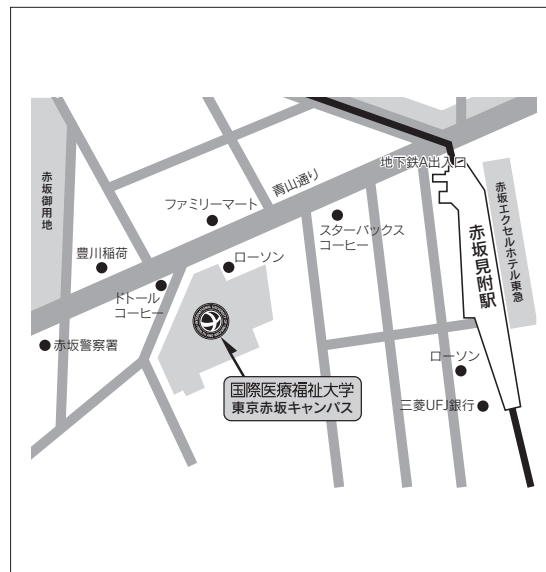 地下鉄A出入口
青山通り
赤坂御用地
ファミリーマート
スターバックス
コーヒー
赤坂見附駅
赤坂エクセルホテル東急
豊川稲荷
ローソン
ドトール
コーヒー
赤坂警察署
ローソン
国際医療福祉大学
東京赤坂キャンパス
三菱UFJ銀行